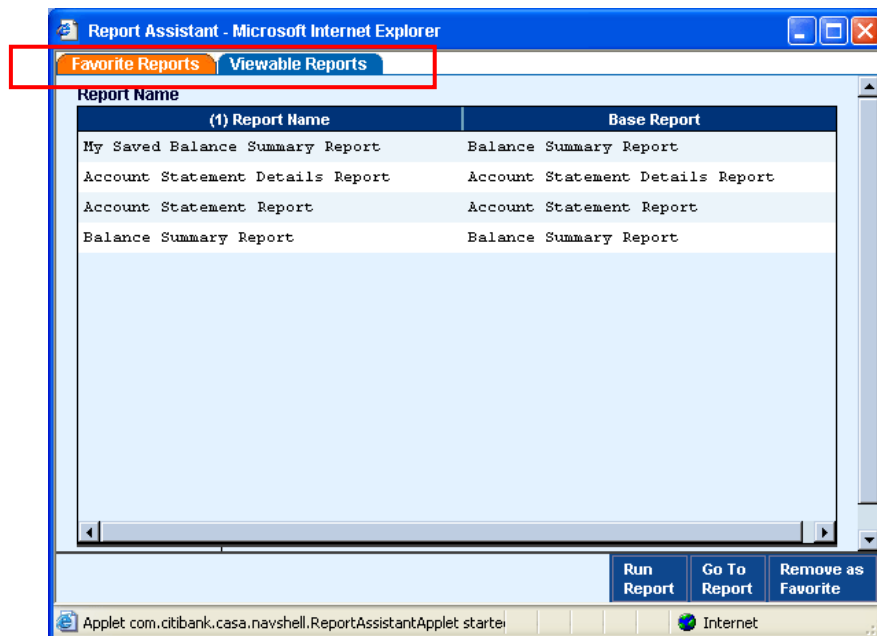 Report Assistant - Microsoft Internet Explorer
Favorite Reports Viewable Reports
Report Name
(1) Report Name Base Report
My Saved Balance Summary Report Balance Summary Report
Account Statement Details Report Account Statement Details Report
Account Statement Report Account Statement Report
Balance Summary Report Balance Summary Report
Run Report Go To Report Remove as Favorite
Applet com.citibank.casa.navshell.ReportAssistantApplet starte Internet